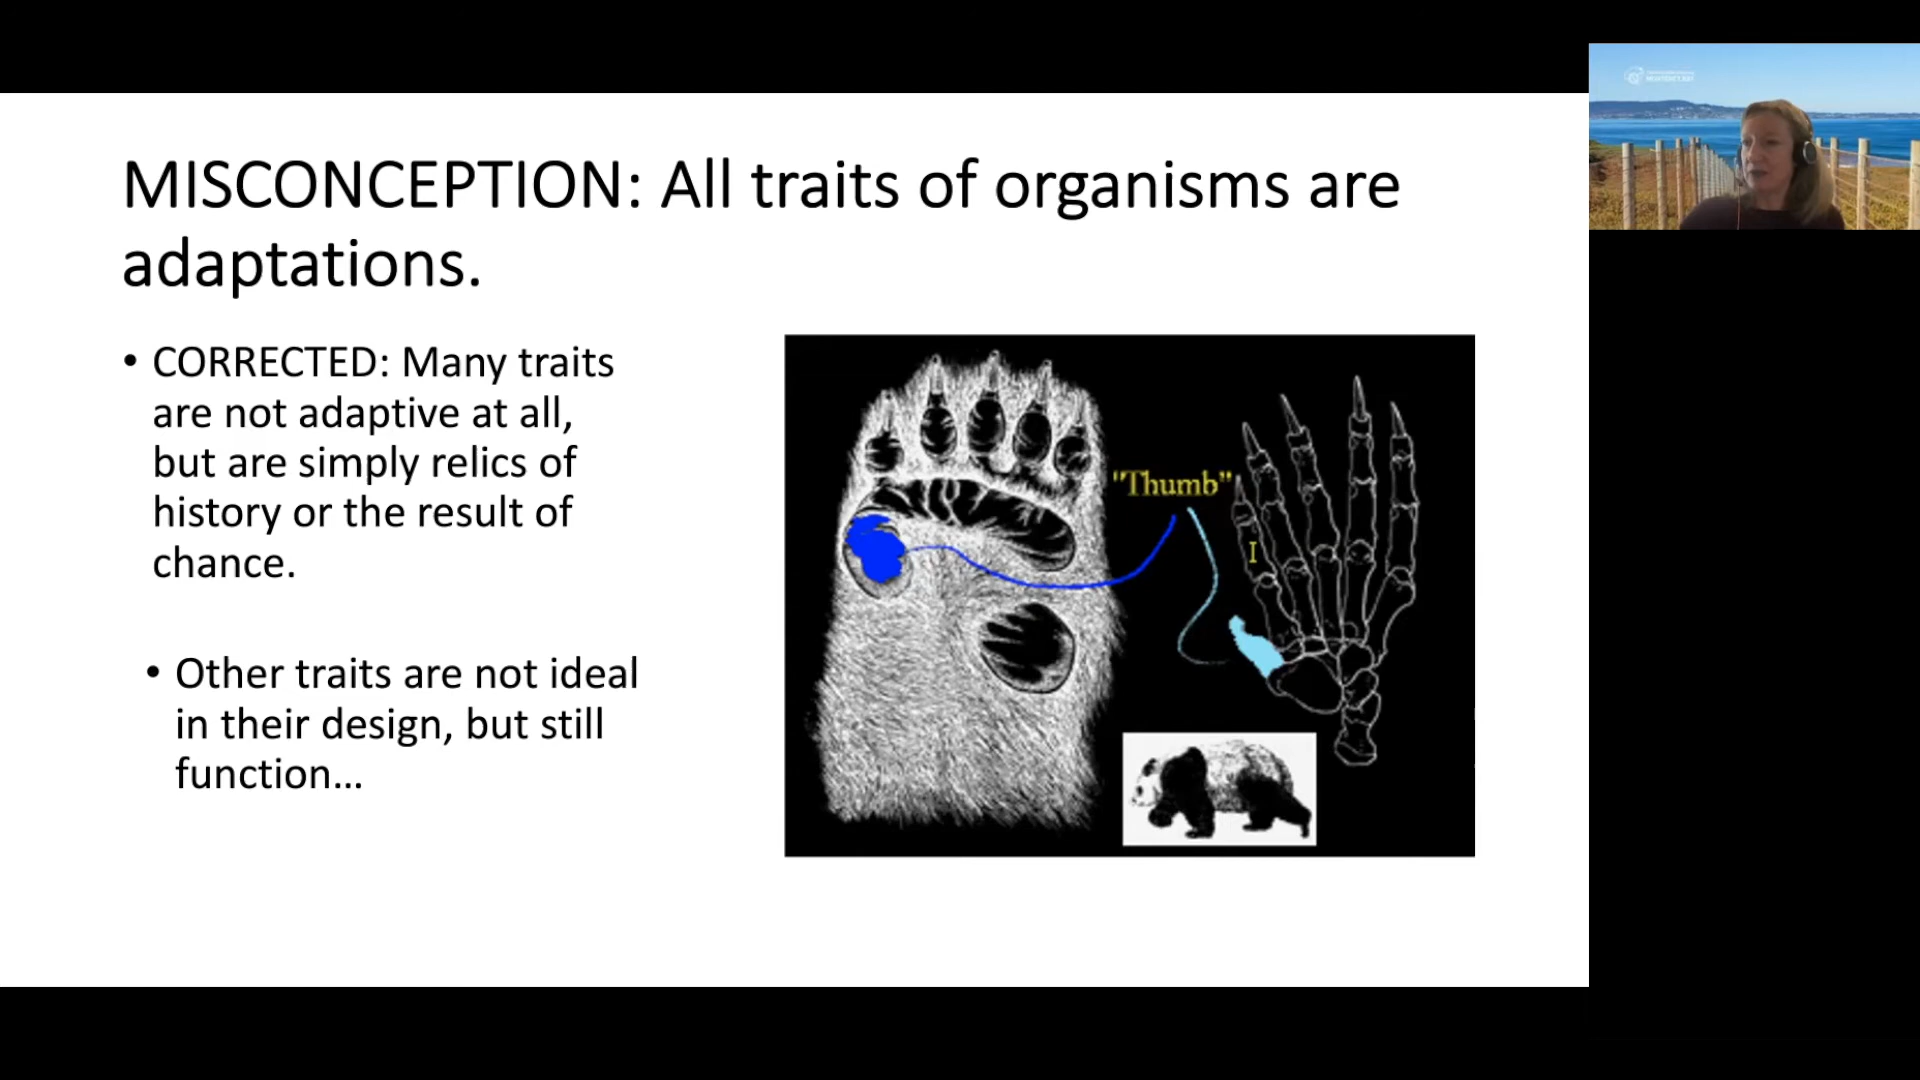 MISCONCEPTION: All traits of organisms are
adaptations.
• CORRECTED: Many traits
are not adaptive at all,
but are simply relics of
history or the result of
chance.
• Other traits are not ideal
in their design, but still
function...
"Thumb"
I